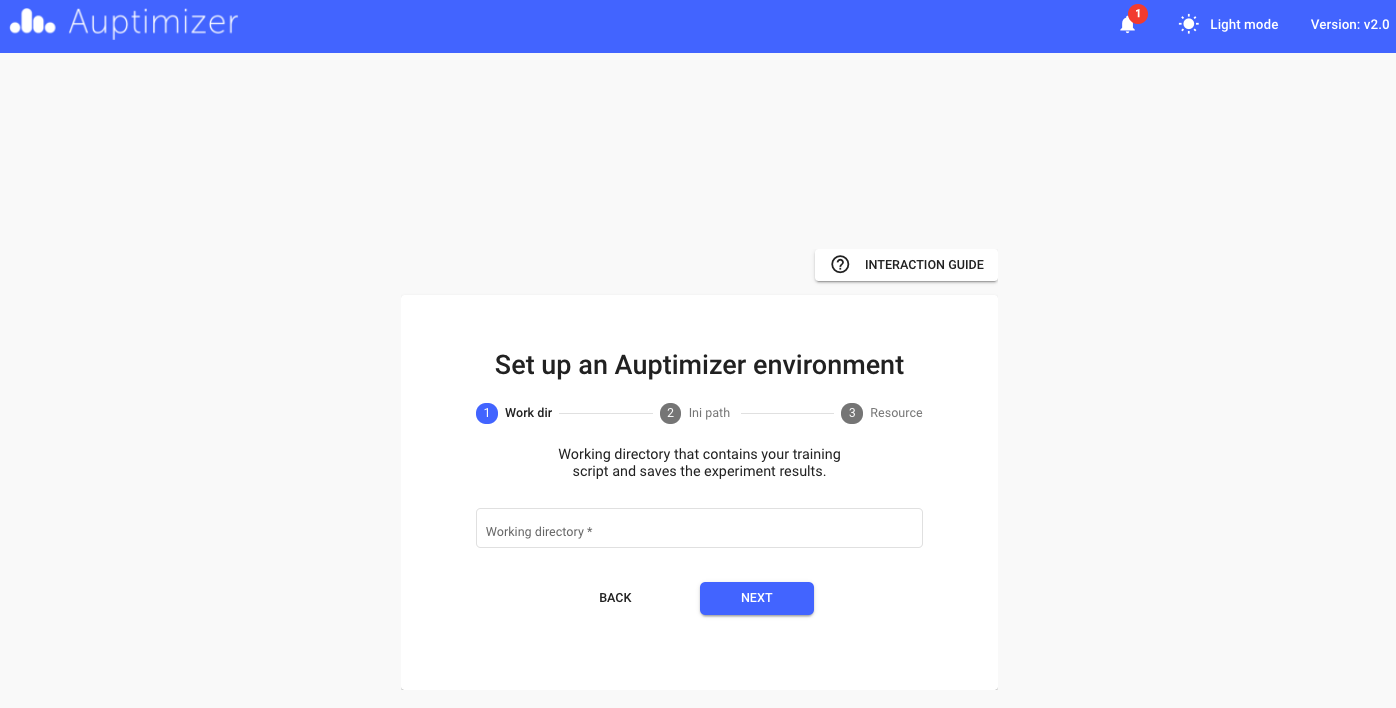 Auptimizer
1
Light mode
Version: v2.0
INTERACTION GUIDE
Set up an Auptimizer environment
1 Work dir
2 Ini path
3 Resource
Working directory that contains your training
script and saves the experiment results.
Working directory *
BACK
NEXT